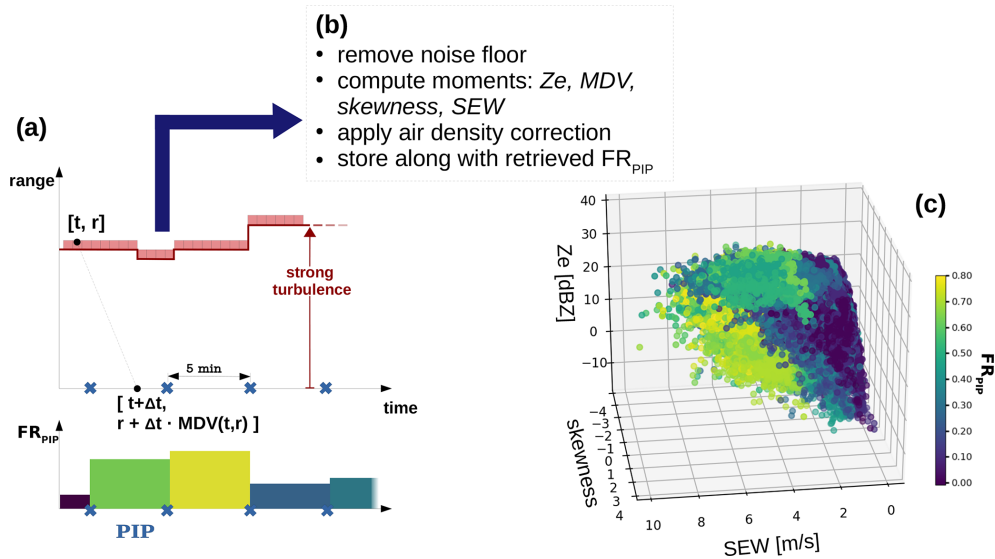 (b)
• remove noise floor
• compute moments: Ze, MDV,
skewness, SEW
• apply air density correction
• store along with retrieved FR_PIP
(a)
range
[t, r]
strong
turbulence
5 min
time
[ t+Δt,
r + Δt · MDV(t,r) ]
FR_PIP
PIP
(c)
Ze [dBZ]
40
30
20
10
0
−10
skewness
−4
−3
−2
−1
0
1
2
3
4
10
8
6
4
2
0
SEW [m/s]
0.80
0.70
0.60
0.50
0.40
0.30
0.20
0.10
0.00
FR_PIP